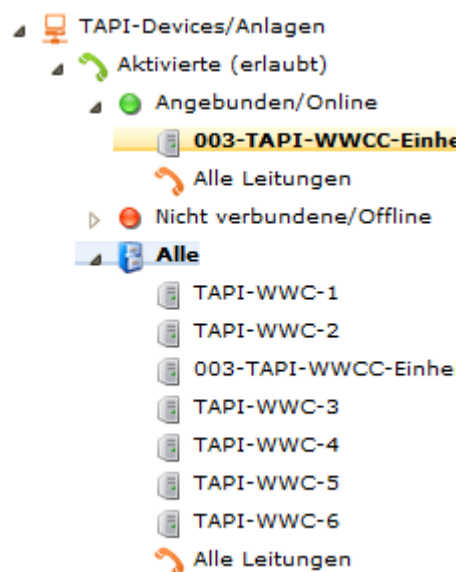 TAPI-Devices/Anlagen
Aktivierte (erlaubt)
Angebunden/Online
003-TAPI-WWCC-Einhe
Alle Leitungen
Nicht verbundene/Offline
Alle
TAPI-WWC-1
TAPI-WWC-2
003-TAPI-WWCC-Einhe
TAPI-WWC-3
TAPI-WWC-4
TAPI-WWC-5
TAPI-WWC-6
Alle Leitungen